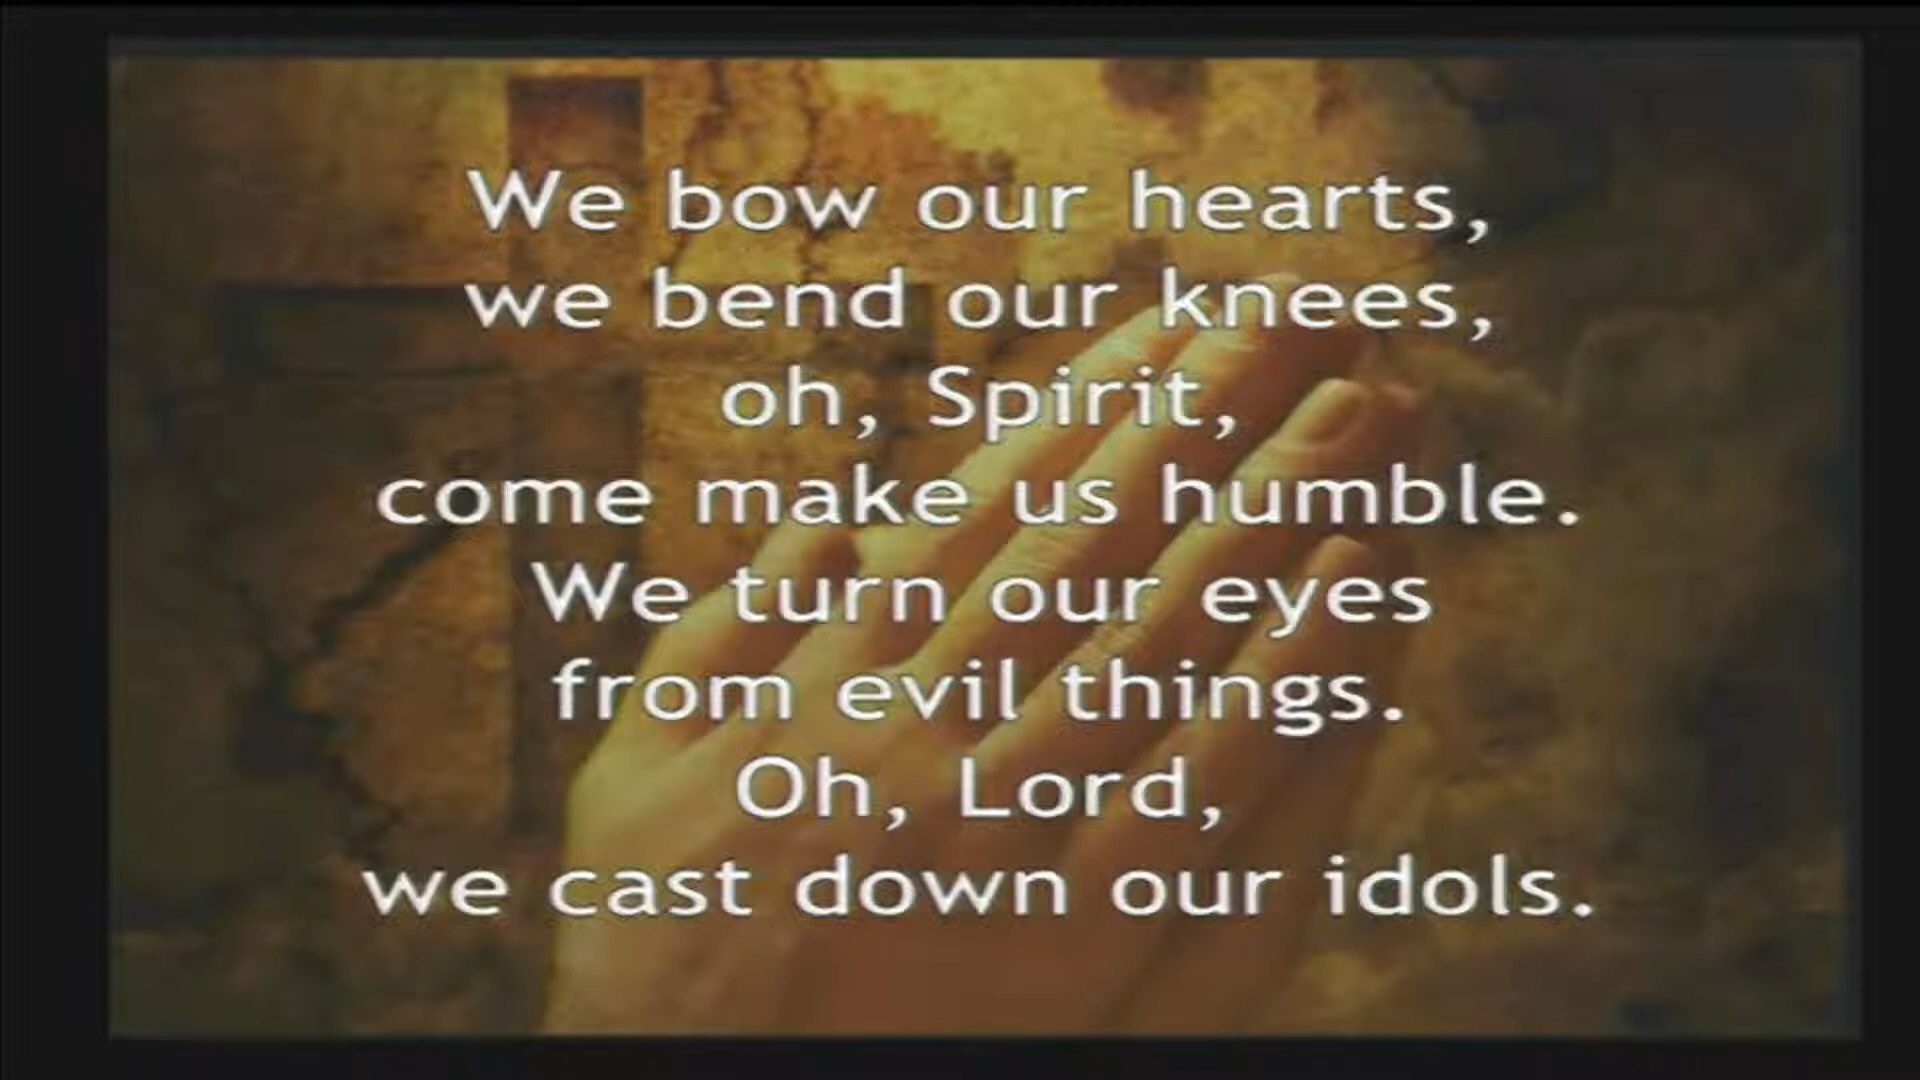 We bow our hearts,
we bend our knees,
oh, Spirit,
come make us humble.
We turn our eyes
from evil things.
Oh, Lord,
we cast down our idols.